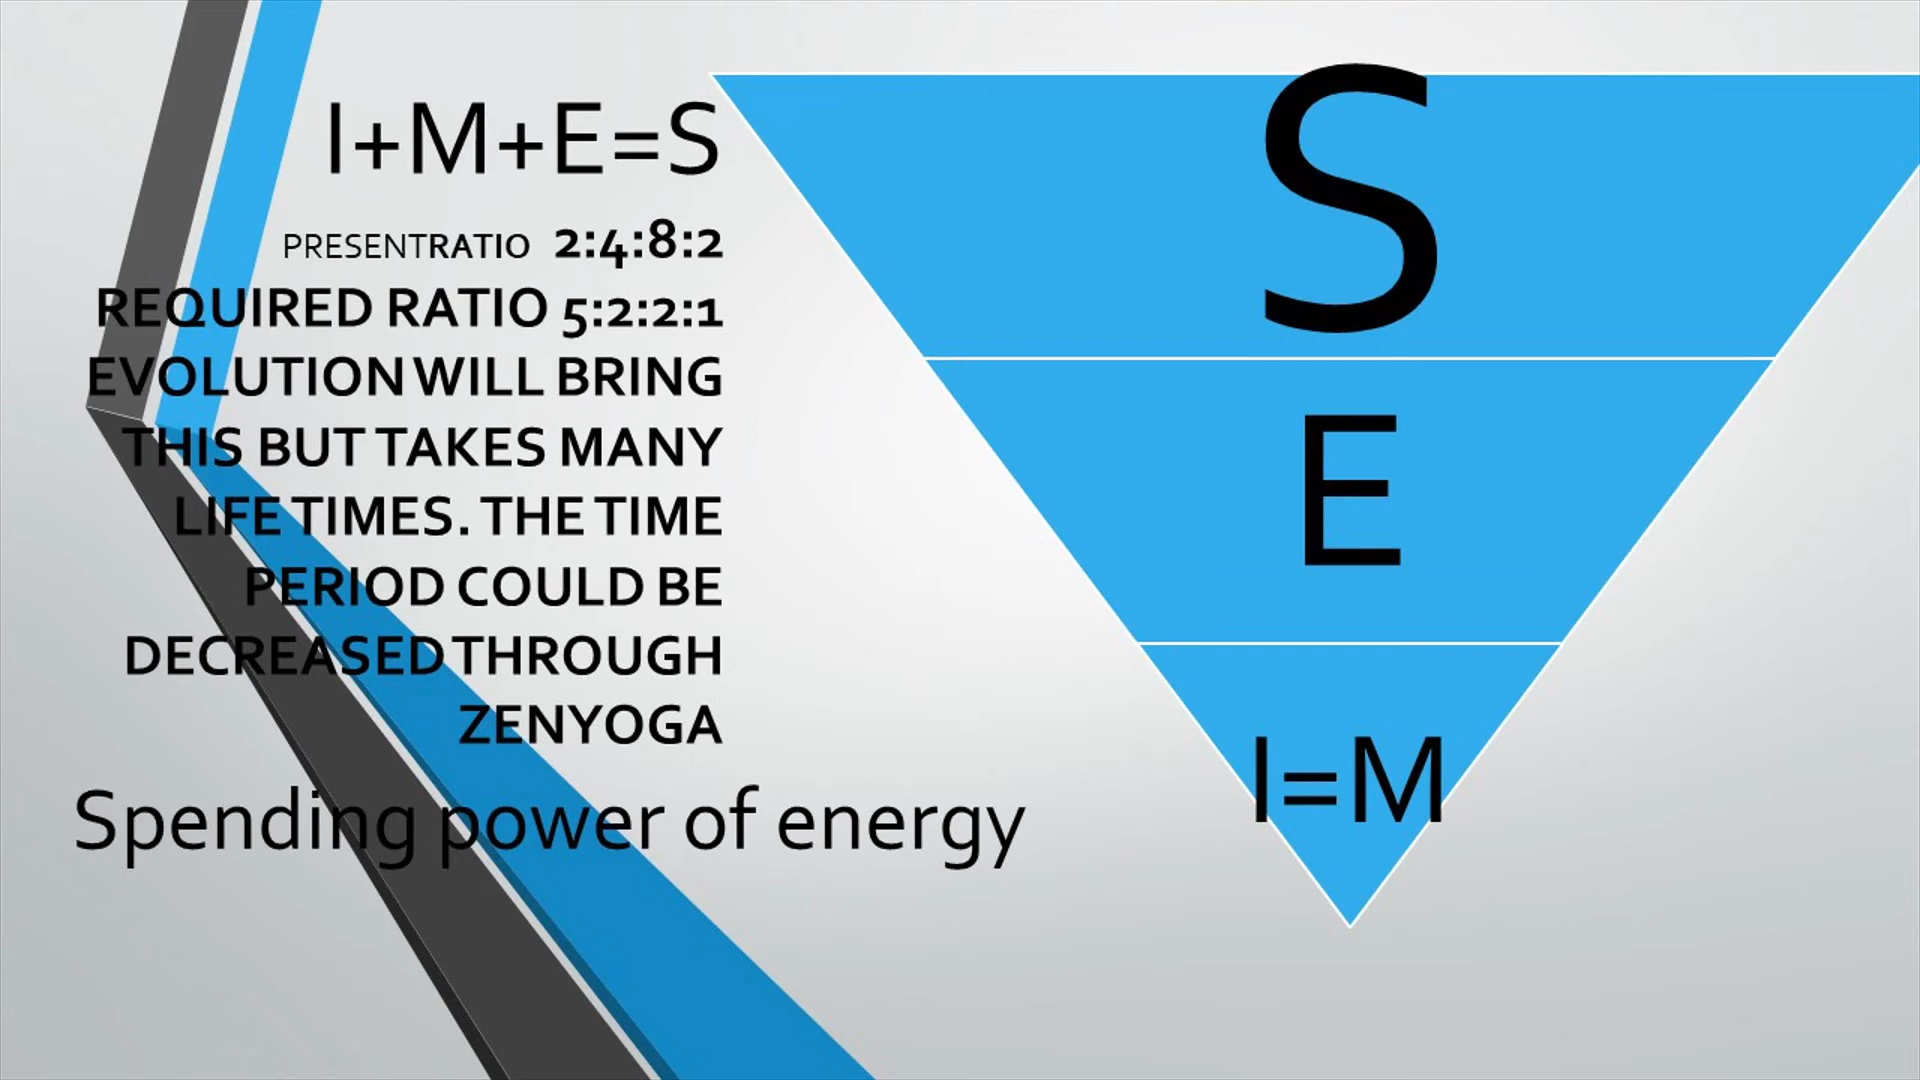 I+M+E=S
PRESENTRATIO 2:4:8:2
REQUIRED RATIO 5:2:2:1
EVOLUTION WILL BRING
THIS BUT TAKES MANY
LIFE TIMES. THE TIME
PERIOD COULD BE
DECREASED THROUGH
ZENYOGA
Spending power of energy
S
E
I=M